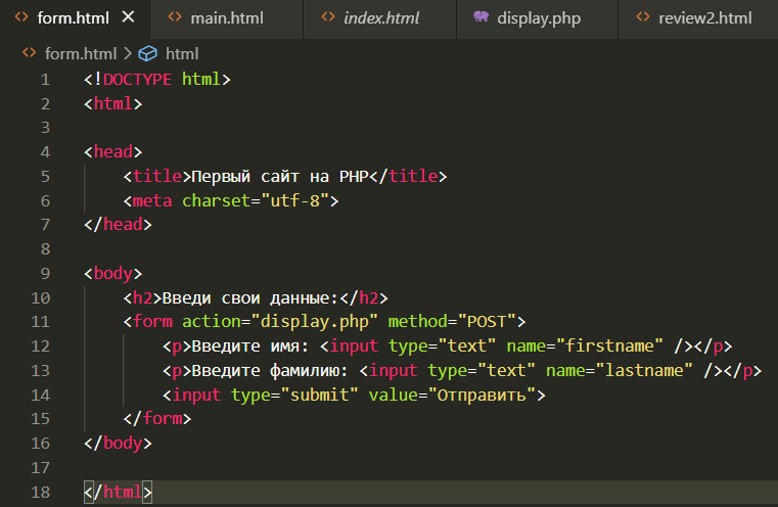 form.html main.html index.html display.php review2.html
form.html > html
1 <!DOCTYPE html>
2 <html>
3
4 <head>
5 <title>Первый сайт на PHP</title>
6 <meta charset="utf-8">
7 </head>
8
9 <body>
10 <h2>Введи свои данные:</h2>
11 <form action="display.php" method="POST">
12 <p>Введите имя: <input type="text" name="firstname" /></p>
13 <p>Введите фамилию: <input type="text" name="lastname" /></p>
14 <input type="submit" value="Отправить">
15 </form>
16 </body>
17
18 </html>